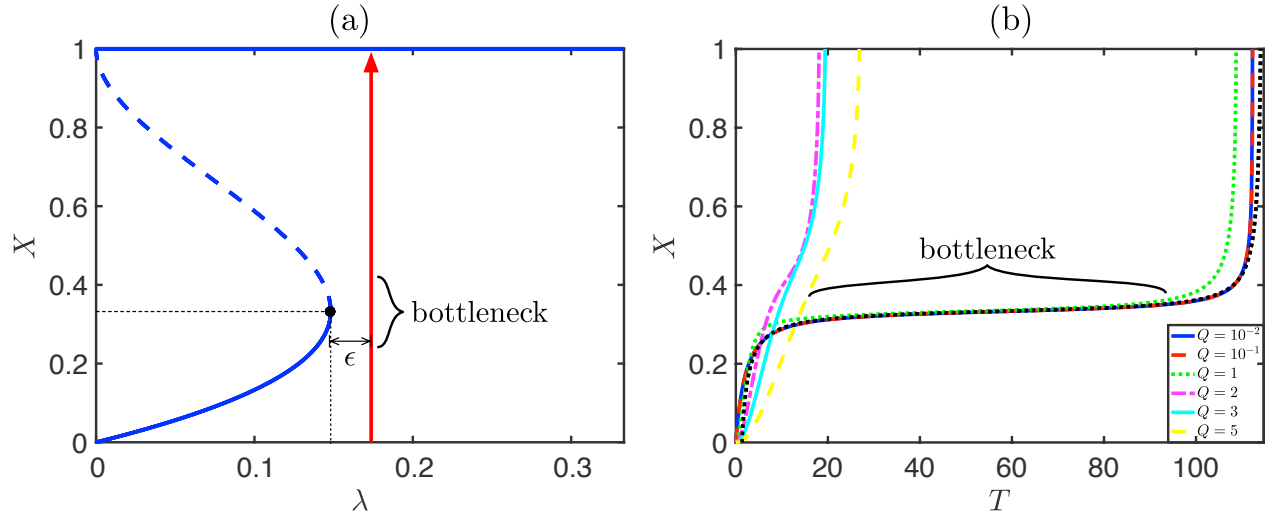 (a)
1
0.8
0.6
X
0.4
bottleneck
ϵ
0.2
0
0 0.1 0.2 0.3
λ
(b)
1
0.8
0.6
X
bottleneck
0.4
0.2
0
Q = 10⁻²
Q = 10⁻¹
Q = 1
Q = 2
Q = 3
Q = 5
0 20 40 60 80 100
T